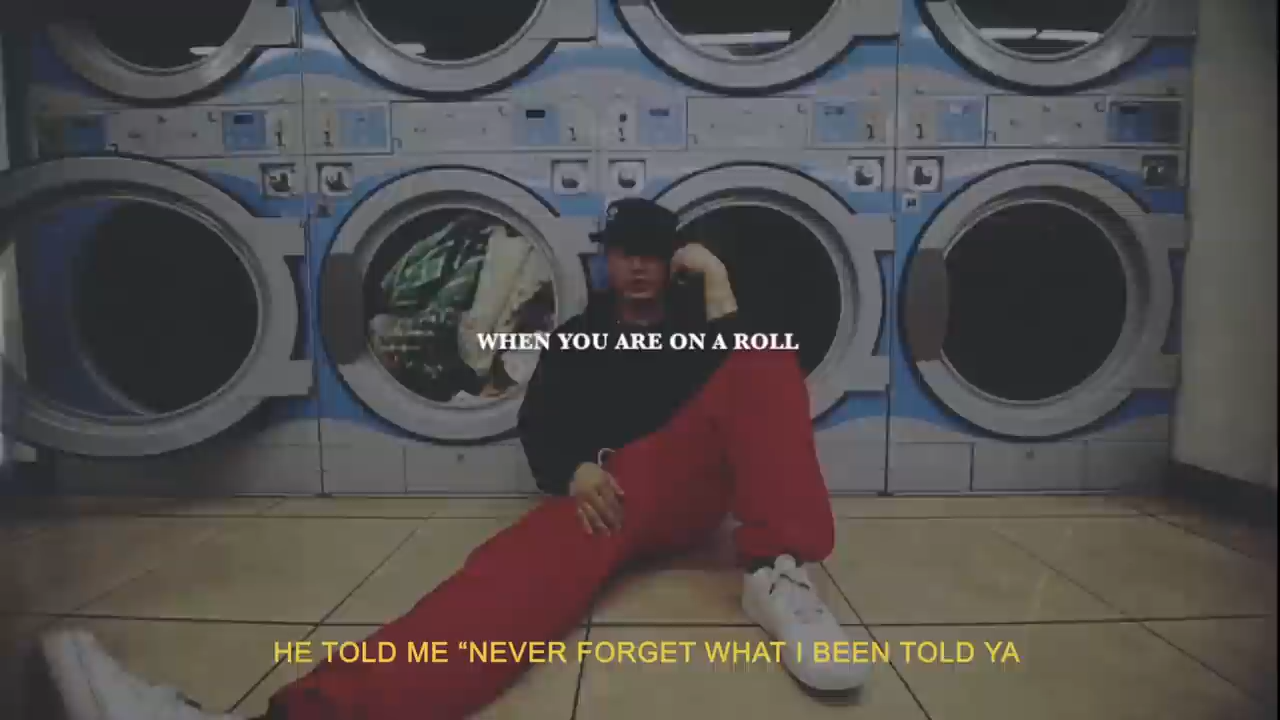 WHEN YOU ARE ON A ROLL
HE TOLD ME “NEVER FORGET WHAT I BEEN TOLD YA